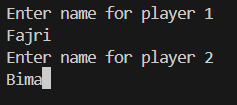 Enter name for player 1
Fajri
Enter name for player 2
Bima